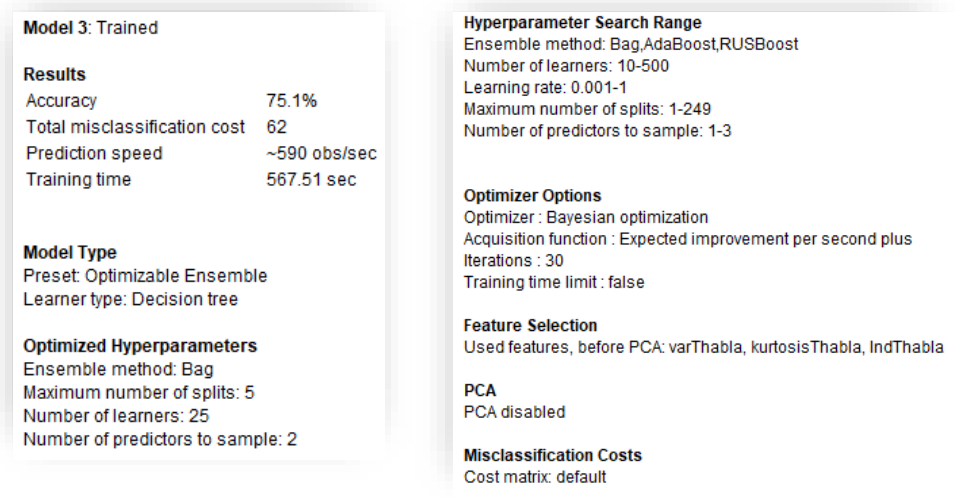 Model 3: Trained
Results
Accuracy 75.1%
Total misclassification cost 62
Prediction speed ~590 obs/sec
Training time 567.51 sec
Model Type
Preset: Optimizable Ensemble
Learner type: Decision tree
Optimized Hyperparameters
Ensemble method: Bag
Maximum number of splits: 5
Number of learners: 25
Number of predictors to sample: 2
Hyperparameter Search Range
Ensemble method: Bag,AdaBoost,RUSBoost
Number of learners: 10-500
Learning rate: 0.001-1
Maximum number of splits: 1-249
Number of predictors to sample: 1-3
Optimizer Options
Optimizer : Bayesian optimization
Acquisition function : Expected improvement per second plus
Iterations : 30
Training time limit : false
Feature Selection
Used features, before PCA: varThabla, kurtosisThabla, IndThabla
PCA
PCA disabled
Misclassification Costs
Cost matrix: default